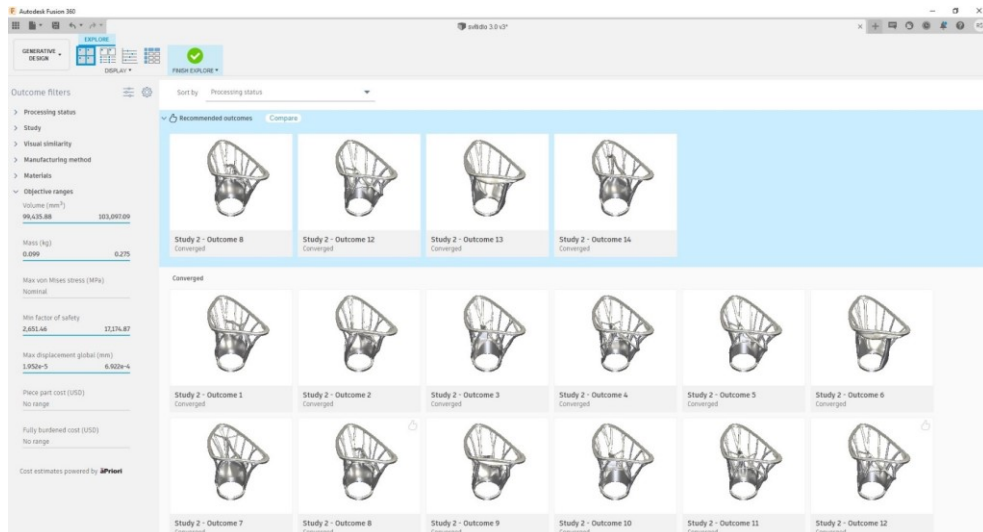 Autodesk Fusion 360
EXPLORE
GENERATIVE DESIGN
DISPLAY
FINISH EXPLORE
Outcome filters
Processing status
Study
Visual similarity
Manufacturing method
Materials
Objective ranges
Volume (mm³)
99,435.88 103,097.09
Mass (kg)
0.099 0.275
Max von Mises stress (MPa)
Nominal
Min factor of safety
2,651.46 17,174.87
Max displacement global (mm)
1.952e-5 6.922e-4
Piece part cost (USD)
No range
Fully burdened cost (USD)
No range
Cost estimates powered by aPriori
Sort by Processing status
Recommended outcomes Compare
Study 2 - Outcome 8 Study 2 - Outcome 12 Study 2 - Outcome 13 Study 2 - Outcome 14
Converged Converged Converged Converged
Converged
Study 2 - Outcome 1 Study 2 - Outcome 2 Study 2 - Outcome 3 Study 2 - Outcome 4 Study 2 - Outcome 5 Study 2 - Outcome 6
Converged Converged Converged Converged Converged Converged
Study 2 - Outcome 7 Study 2 - Outcome 8 Study 2 - Outcome 9 Study 2 - Outcome 10 Study 2 - Outcome 11 Study 2 - Outcome 12
Converged Converged Converged Converged Converged Converged